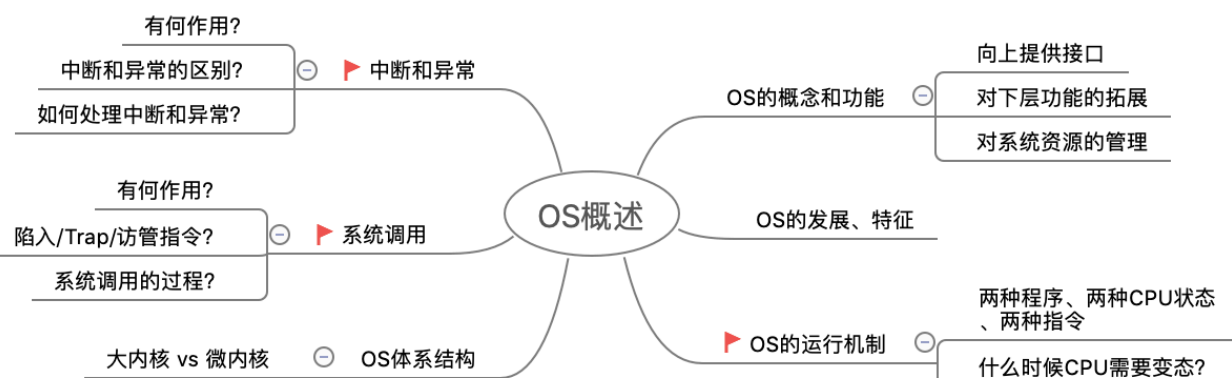 OS概述
OS的概念和功能
向上提供接口
对下层功能的拓展
对系统资源的管理
OS的发展、特征
OS的运行机制
两种程序、两种CPU状态
、两种指令
什么时候CPU需要变态?
中断和异常
有何作用?
中断和异常的区别?
如何处理中断和异常?
系统调用
有何作用?
陷入/Trap/访管指令?
系统调用的过程?
OS体系结构
大内核 vs 微内核